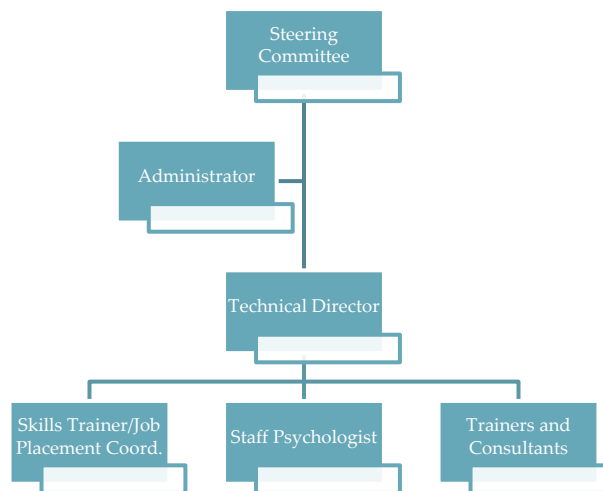 Steering
Committee
Administrator
Technical Director
Skills Trainer/Job
Placement Coord.
Staff Psychologist
Trainers and
Consultants